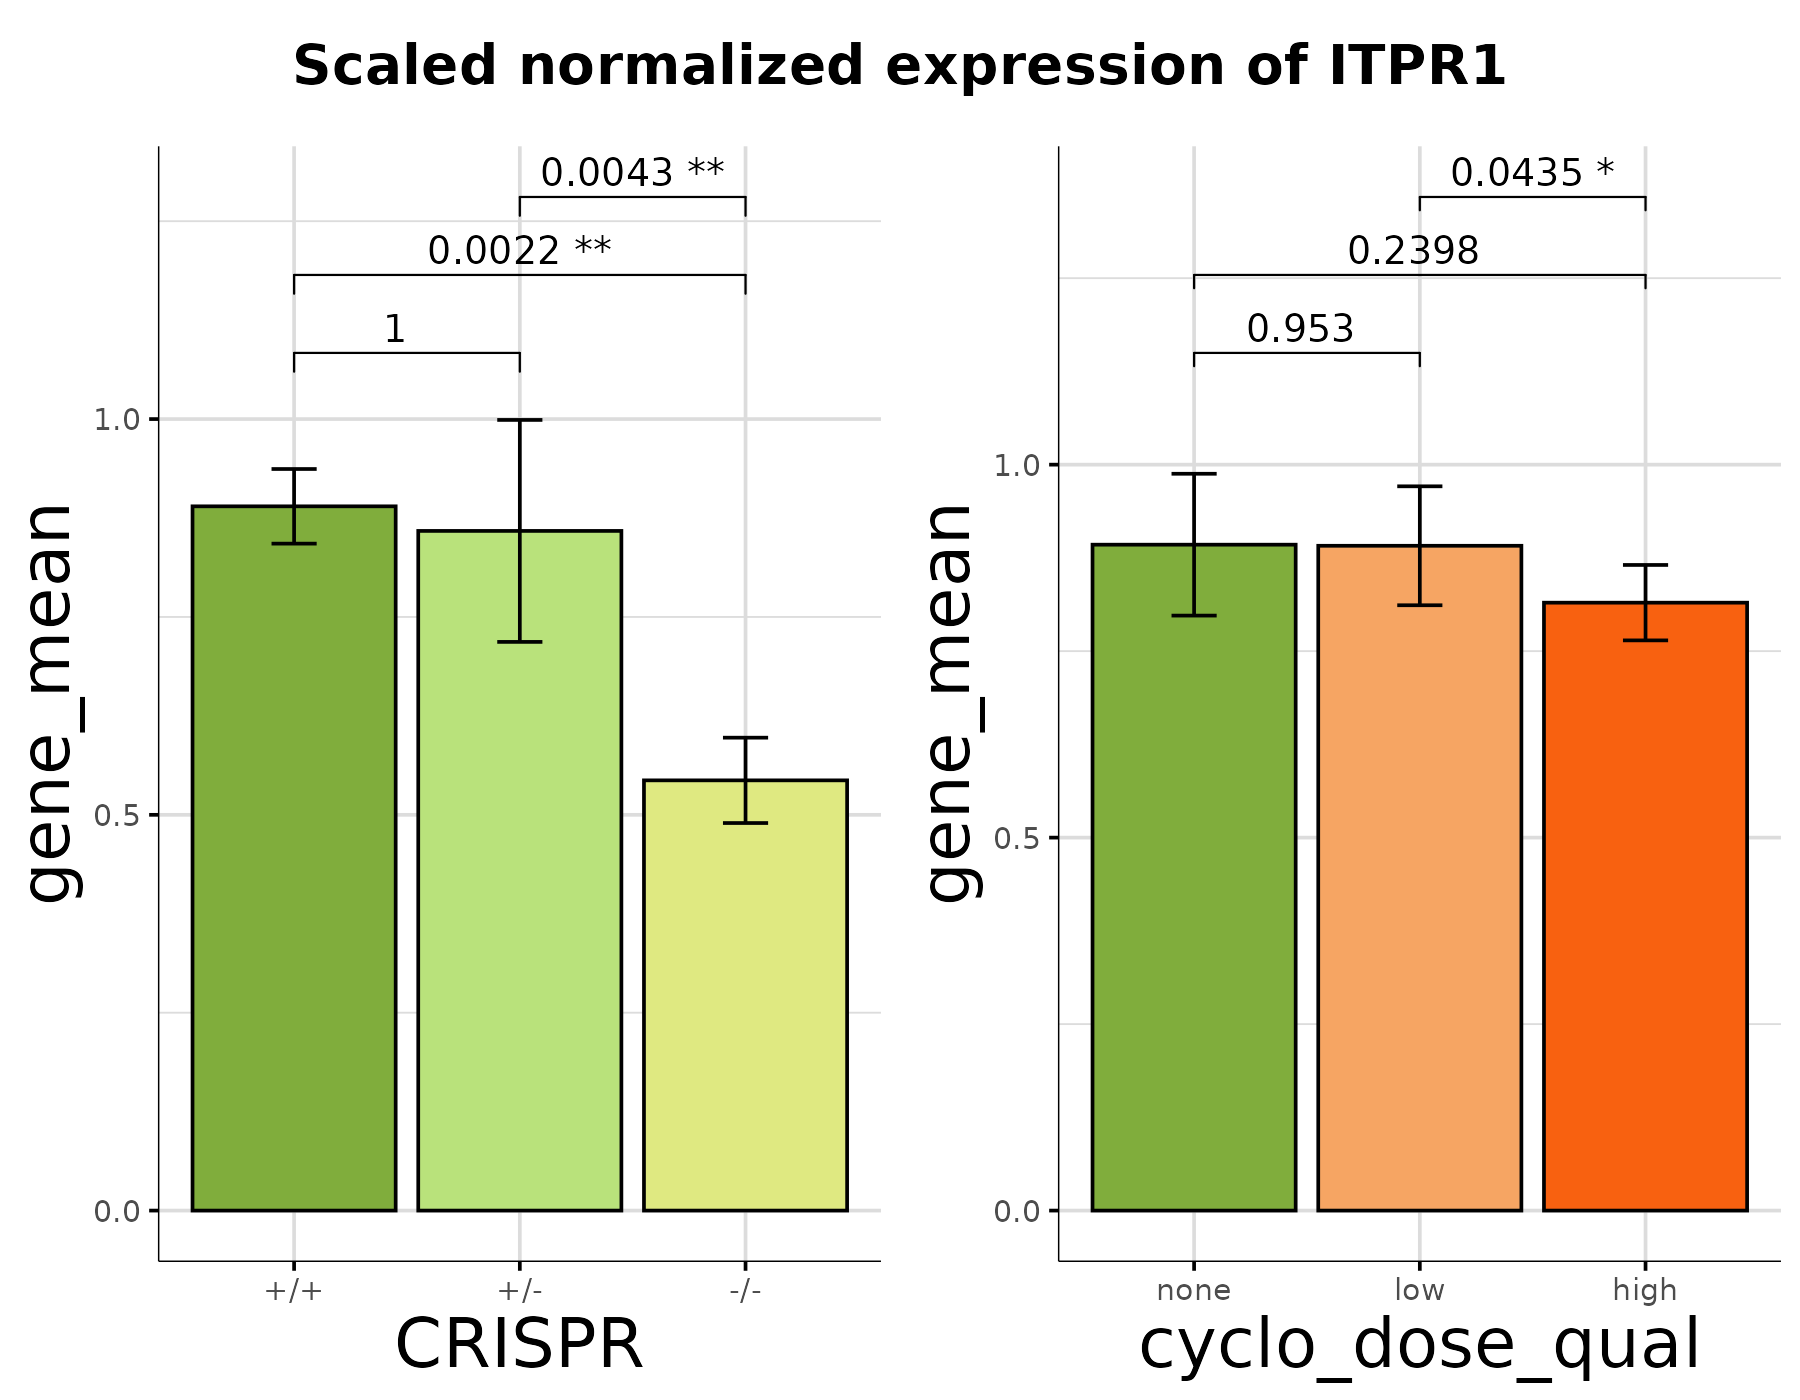 Scaled normalized expression of ITPR1
0.0043 **
0.0022 **
1
1.0
0.5
0.0
gene_mean
+/+
+/-
-/-
CRISPR
0.0435 *
0.2398
0.953
1.0
0.5
0.0
gene_mean
none
low
high
cyclo_dose_qual